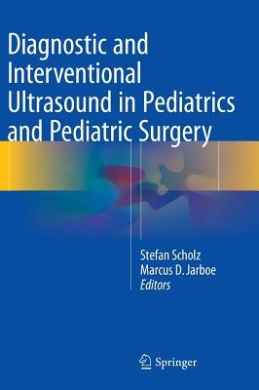 Diagnostic and
Interventional
Ultrasound in Pediatrics
and Pediatric Surgery
Stefan Scholz
Marcus D. Jarboe
Editors
Springer